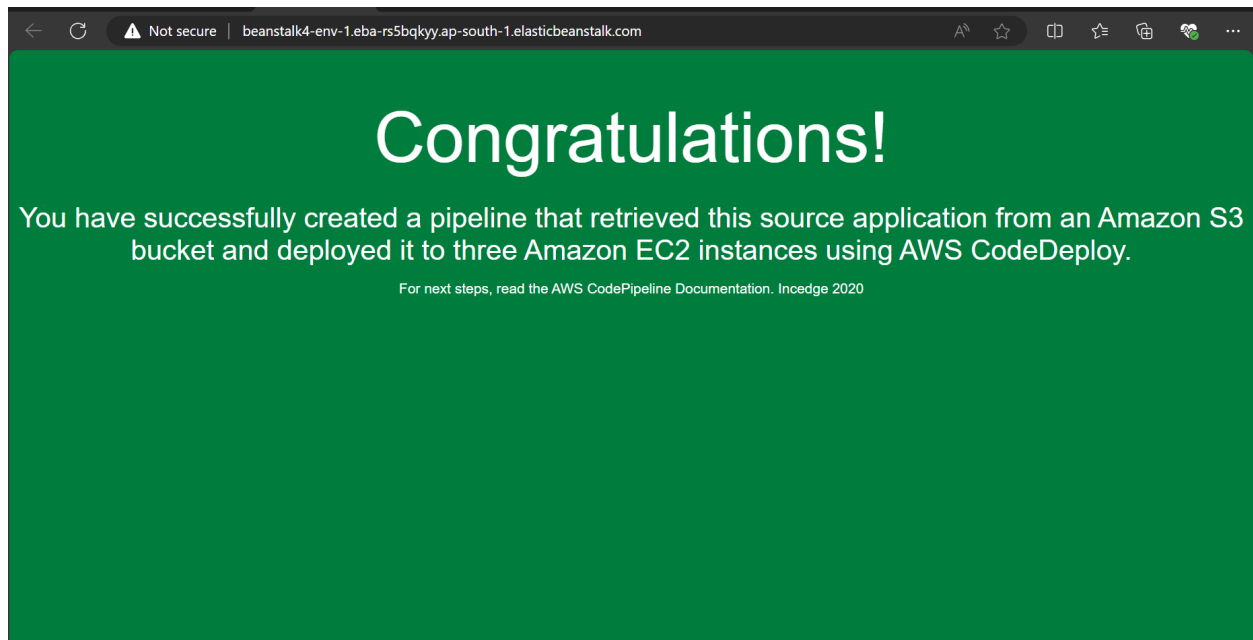 Not secure | beanstalk4-env-1.eba-rs5bqkyy.ap-south-1.elasticbeanstalk.com
Congratulations!
You have successfully created a pipeline that retrieved this source application from an Amazon S3
bucket and deployed it to three Amazon EC2 instances using AWS CodeDeploy.
For next steps, read the AWS CodePipeline Documentation. Incedge 2020